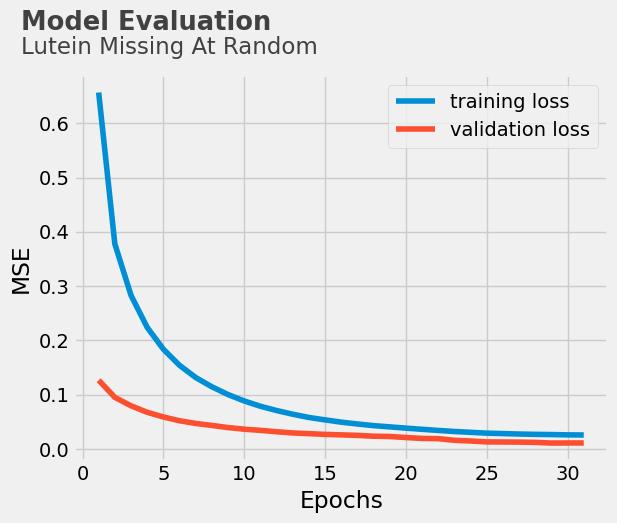 Model Evaluation
Lutein Missing At Random
training loss
validation loss
0.6
0.5
0.4
0.3
0.2
0.1
0.0
MSE
0 5 10 15 20 25 30
Epochs